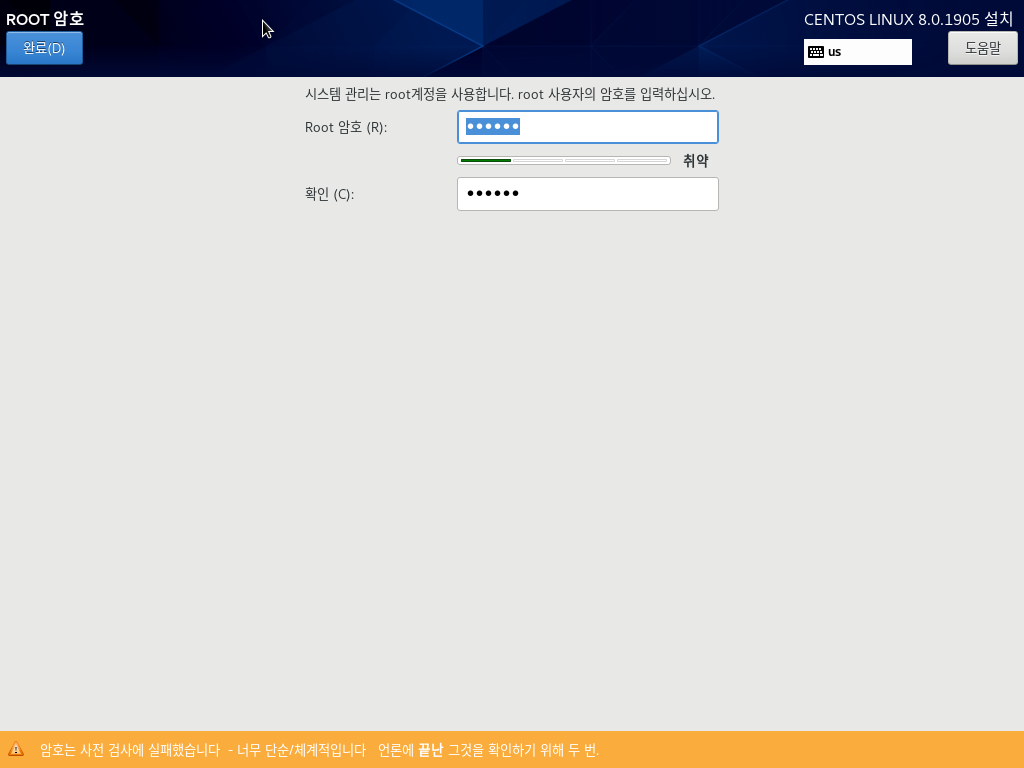 ROOT 암호
CENTOS LINUX 8.0.1905 설치
완료(D)
us
도움말
시스템 관리는 root계정을 사용합니다. root 사용자의 암호를 입력하십시오.
Root 암호 (R):
••••••
취약
확인 (C):
••••••
암호는 사전 검사에 실패했습니다 - 너무 단순/체계적입니다 언론에 끝난 그것을 확인하기 위해 두 번.